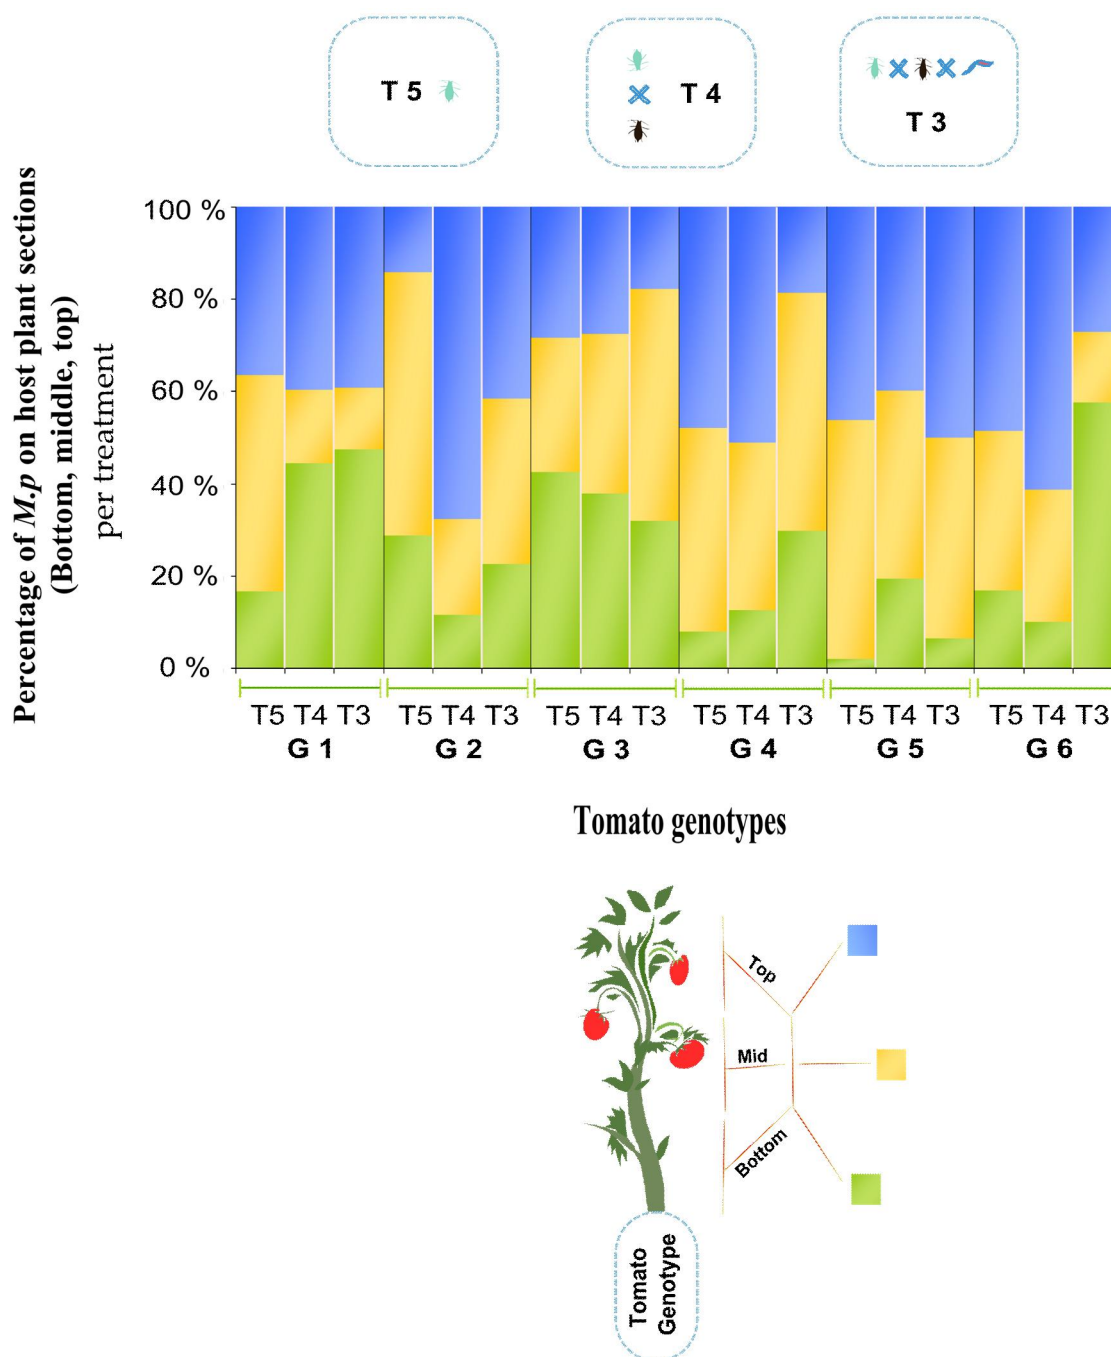 T 5
T 4
T 3
Percentage of M.p on host plant sections
(Bottom, middle, top)
per treatment
100 %
80 %
60 %
40 %
20 %
0 %
T5 T4 T3 T5 T4 T3 T5 T4 T3 T5 T4 T3 T5 T4 T3 T5 T4 T3
G 1 G 2 G 3 G 4 G 5 G 6
Tomato genotypes
Top
Mid
Bottom
Tomato
Genotype